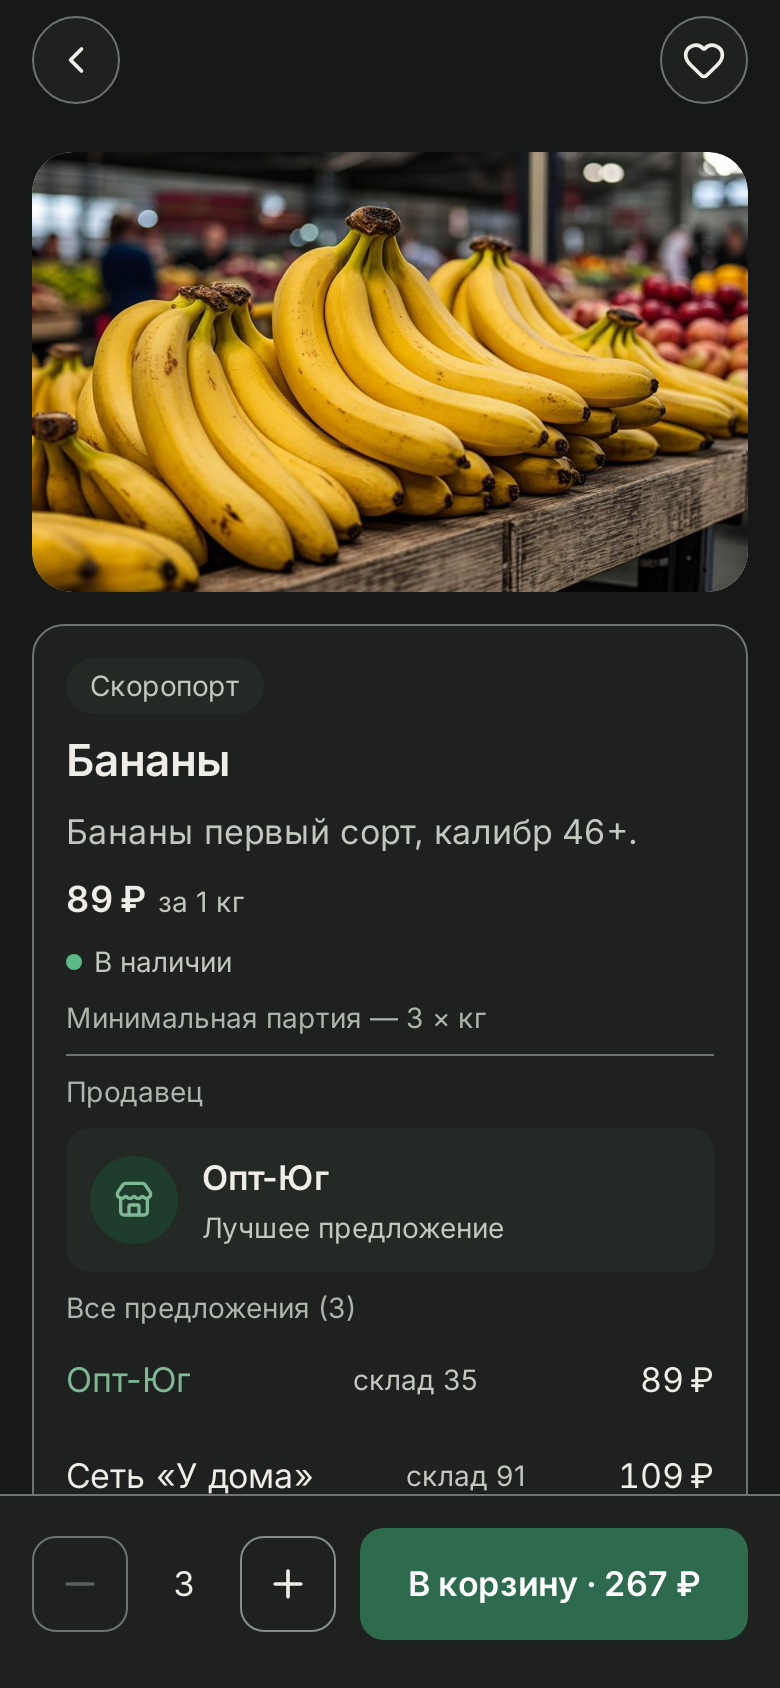 Скоропорт
Бананы
Бананы первый сорт, калибр 46+.
89 ₽ за 1 кг
В наличии
Минимальная партия — 3 × кг
Продавец
Опт-Юг
Лучшее предложение
Все предложения (3)
Опт-Юг склад 35 89 ₽
Сеть «У дома» склад 91 109 ₽
3 В корзину · 267 ₽